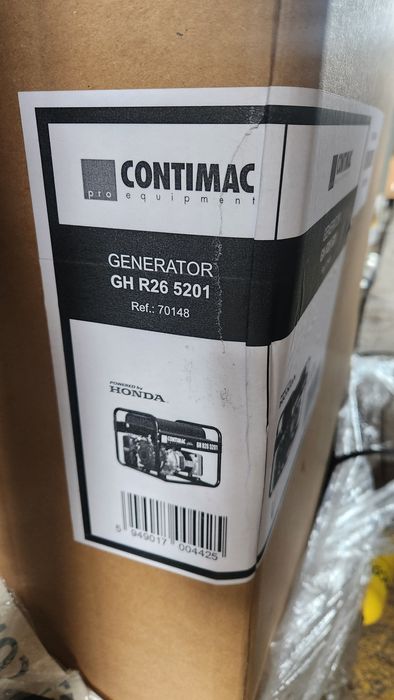 CONTIMAC
pro equipment
GENERATOR
GH R26 5201
Ref.: 70148
POWERED by
HONDA
CONTIMAC
GH R26 5201
5 949017 004425